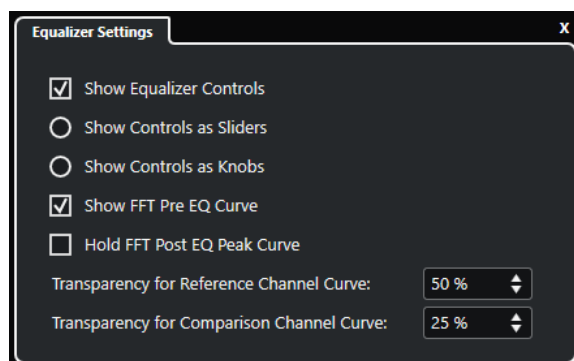 Equalizer Settings X
Show Equalizer Controls
Show Controls as Sliders
Show Controls as Knobs
Show FFT Pre EQ Curve
Hold FFT Post EQ Peak Curve
Transparency for Reference Channel Curve: 50 %
Transparency for Comparison Channel Curve: 25 %